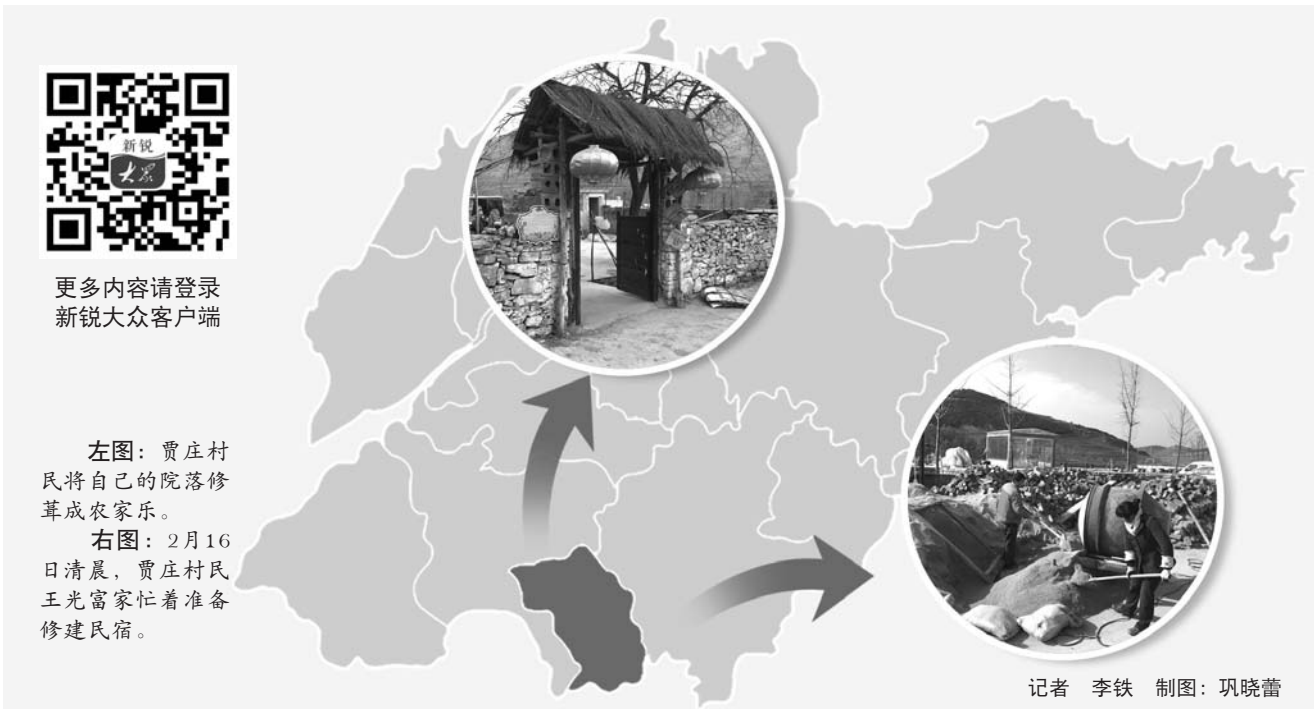 新锐
大众
更多内容请登录
新锐大众客户端
左图：贾庄村
民将自己的院落修
葺成农家乐。
右图：2月16
日清晨，贾庄村民
王光富家忙着准备
修建民宿。
记者 李铁 制图：巩晓蕾